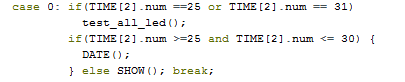 case 0: if(TIME[2].num ==25 or TIME[2].num == 31)
test_all_led();
if(TIME[2].num >=25 and TIME[2].num <= 30) {
DATE();
} else SHOW(); break;